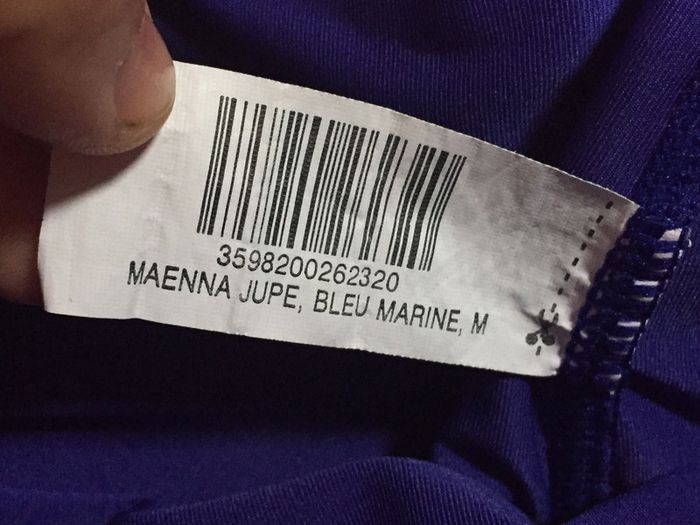 3598200262320
MAENNA JUPE, BLEU MARINE, M